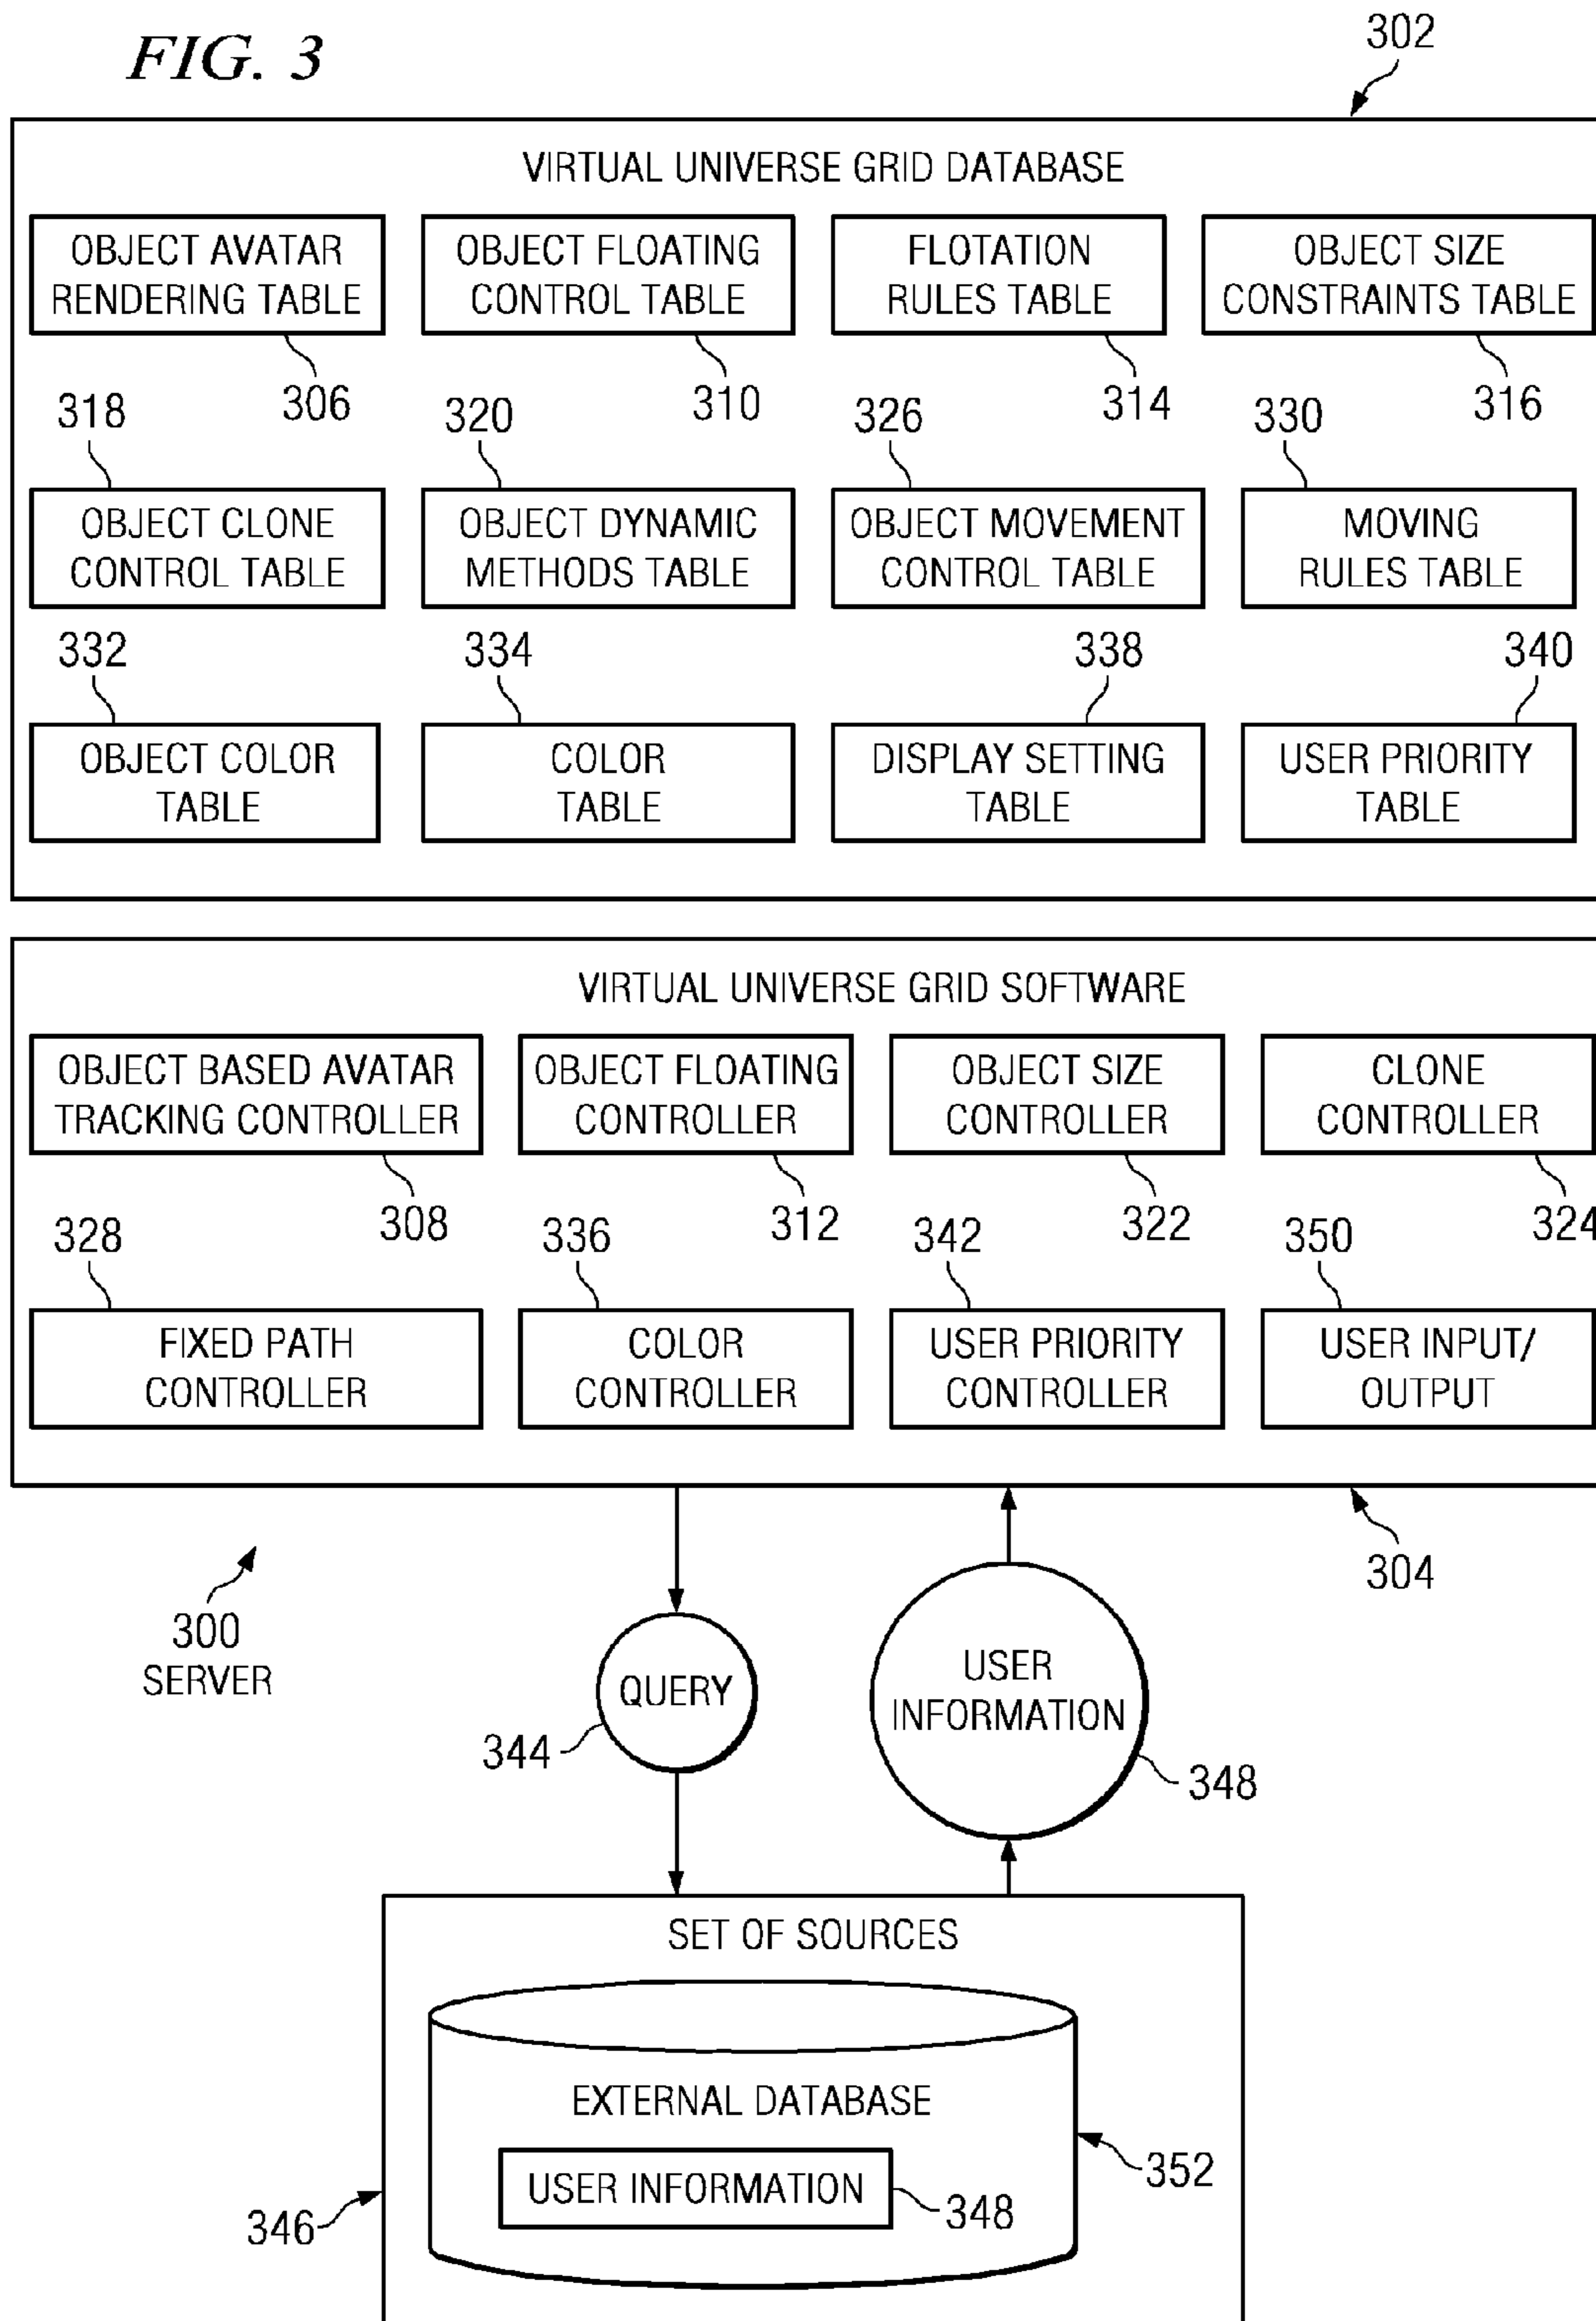 FIG. 3
302
VIRTUAL UNIVERSE GRID DATABASE
OBJECT AVATAR
RENDERING TABLE
OBJECT FLOATING
CONTROL TABLE
FLOTATION
RULES TABLE
OBJECT SIZE
CONSTRAINTS TABLE
306
310
314
316
318
320
326
330
OBJECT CLONE
CONTROL TABLE
OBJECT DYNAMIC
METHODS TABLE
OBJECT MOVEMENT
CONTROL TABLE
MOVING
RULES TABLE
332
334
338
340
OBJECT COLOR
TABLE
COLOR
TABLE
DISPLAY SETTING
TABLE
USER PRIORITY
TABLE
VIRTUAL UNIVERSE GRID SOFTWARE
OBJECT BASED AVATAR
TRACKING CONTROLLER
OBJECT FLOATING
CONTROLLER
OBJECT SIZE
CONTROLLER
CLONE
CONTROLLER
308
312
322
324
328
336
342
350
FIXED PATH
CONTROLLER
COLOR
CONTROLLER
USER PRIORITY
CONTROLLER
USER INPUT/
OUTPUT
304
300
SERVER
QUERY
344
USER
INFORMATION
348
SET OF SOURCES
EXTERNAL DATABASE
USER INFORMATION
348
352
346